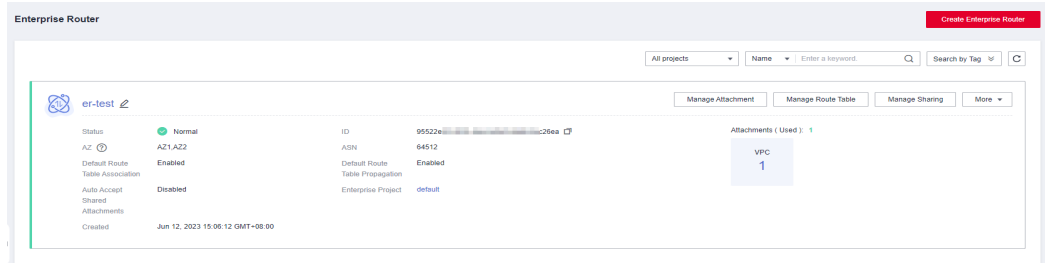 Enterprise Router
Create Enterprise Router
All projects
Name
Enter a keyword.
Search by Tag
er-test
Manage Attachment
Manage Route Table
Manage Sharing
More
Status
Normal
ID
95522e
c26ea
Attachments ( Used ): 1
AZ
AZ1,AZ2
ASN
64512
VPC
1
Default Route
Table Association
Enabled
Default Route
Table Propagation
Enabled
Auto Accept
Shared
Attachments
Disabled
Enterprise Project
default
Created
Jun 12, 2023 15:06:12 GMT+08:00